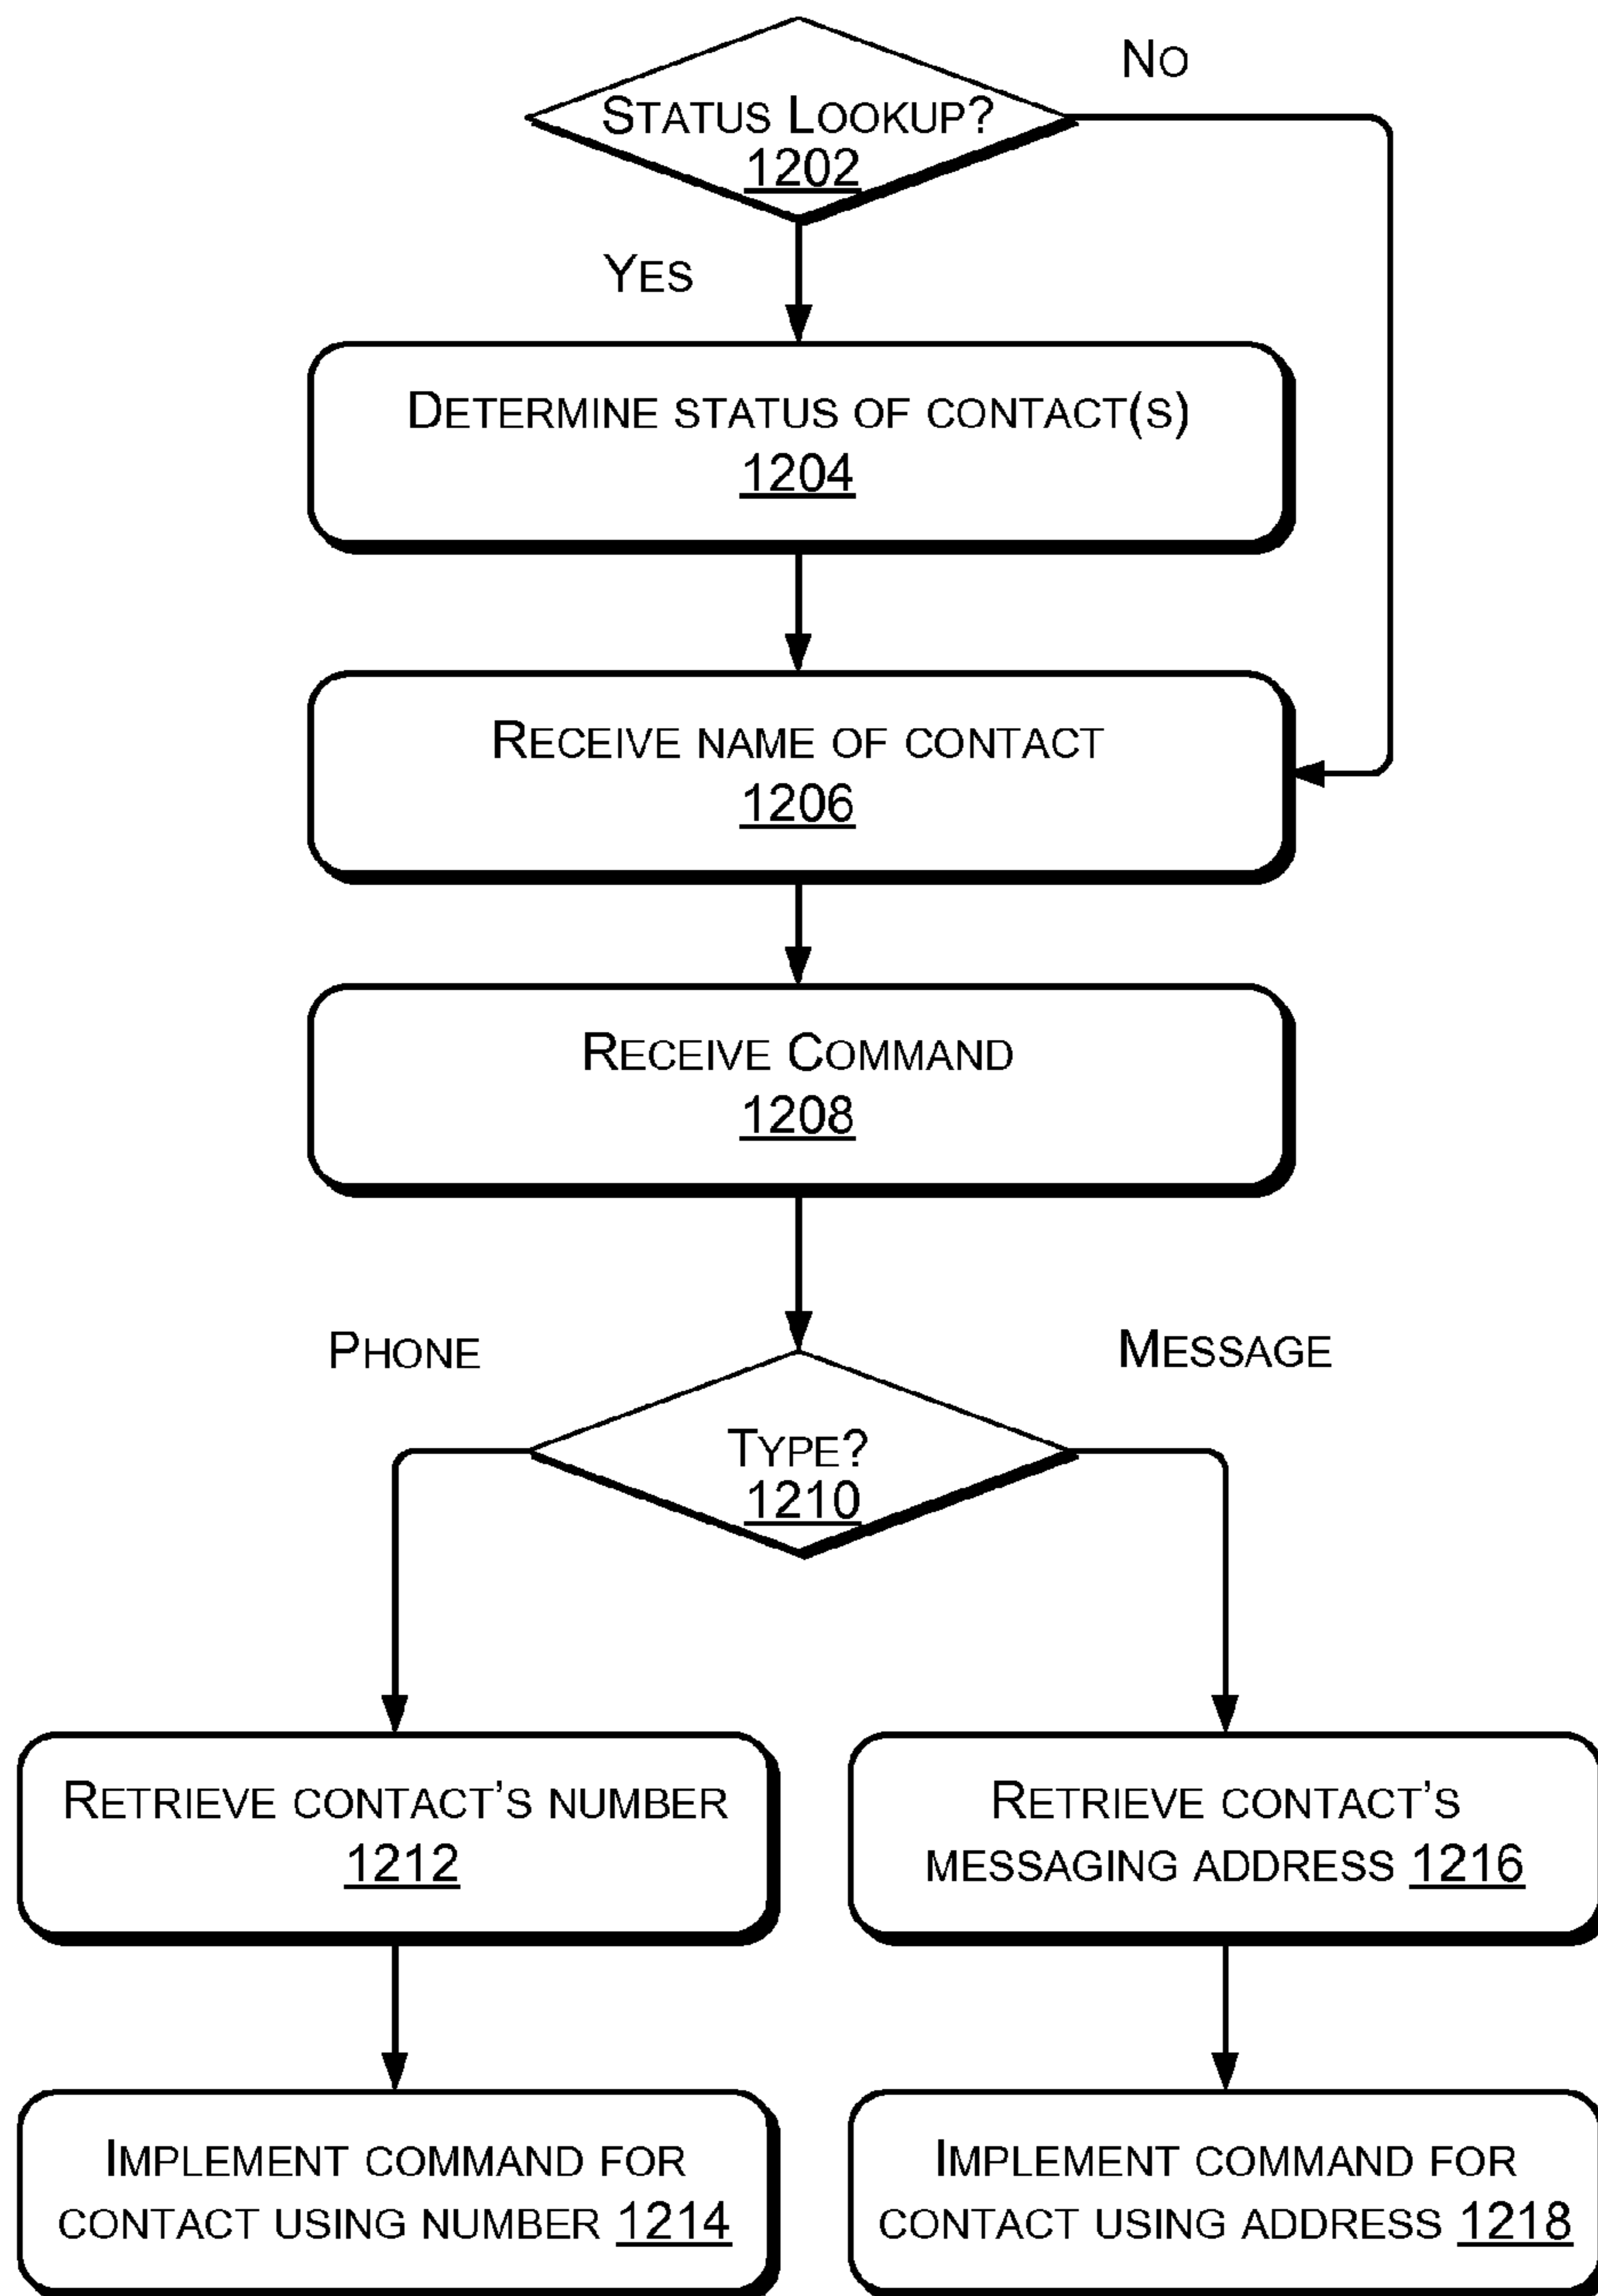 NO
STATUS LOOKUP?
1202
YES
DETERMINE STATUS OF CONTACT(S)
1204
RECEIVE NAME OF CONTACT
1206
RECEIVE COMMAND
1208
PHONE
MESSAGE
TYPE?
1210
RETRIEVE CONTACT'S NUMBER
1212
RETRIEVE CONTACT'S
MESSAGING ADDRESS 1216
IMPLEMENT COMMAND FOR
CONTACT USING NUMBER 1214
IMPLEMENT COMMAND FOR
CONTACT USING ADDRESS 1218